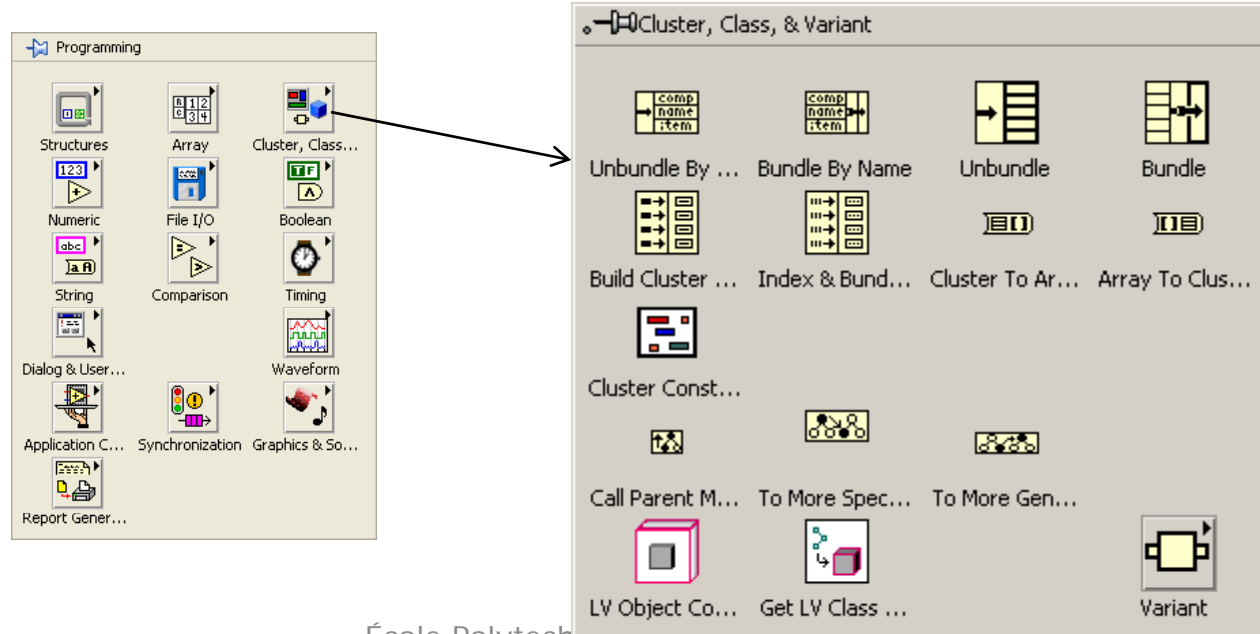 Programming
Structures Array Cluster, Class...
Numeric File I/O Boolean
String Comparison Timing
Dialog & User... Waveform
Application C... Synchronization Graphics & So...
Report Gener...
Cluster, Class, & Variant
Unbundle By ... Bundle By Name Unbundle Bundle
Build Cluster ... Index & Bund... Cluster To Ar... Array To Clus...
Cluster Const...
Call Parent M... To More Spec... To More Gen...
LV Object Co... Get LV Class ... Variant
École Polytech